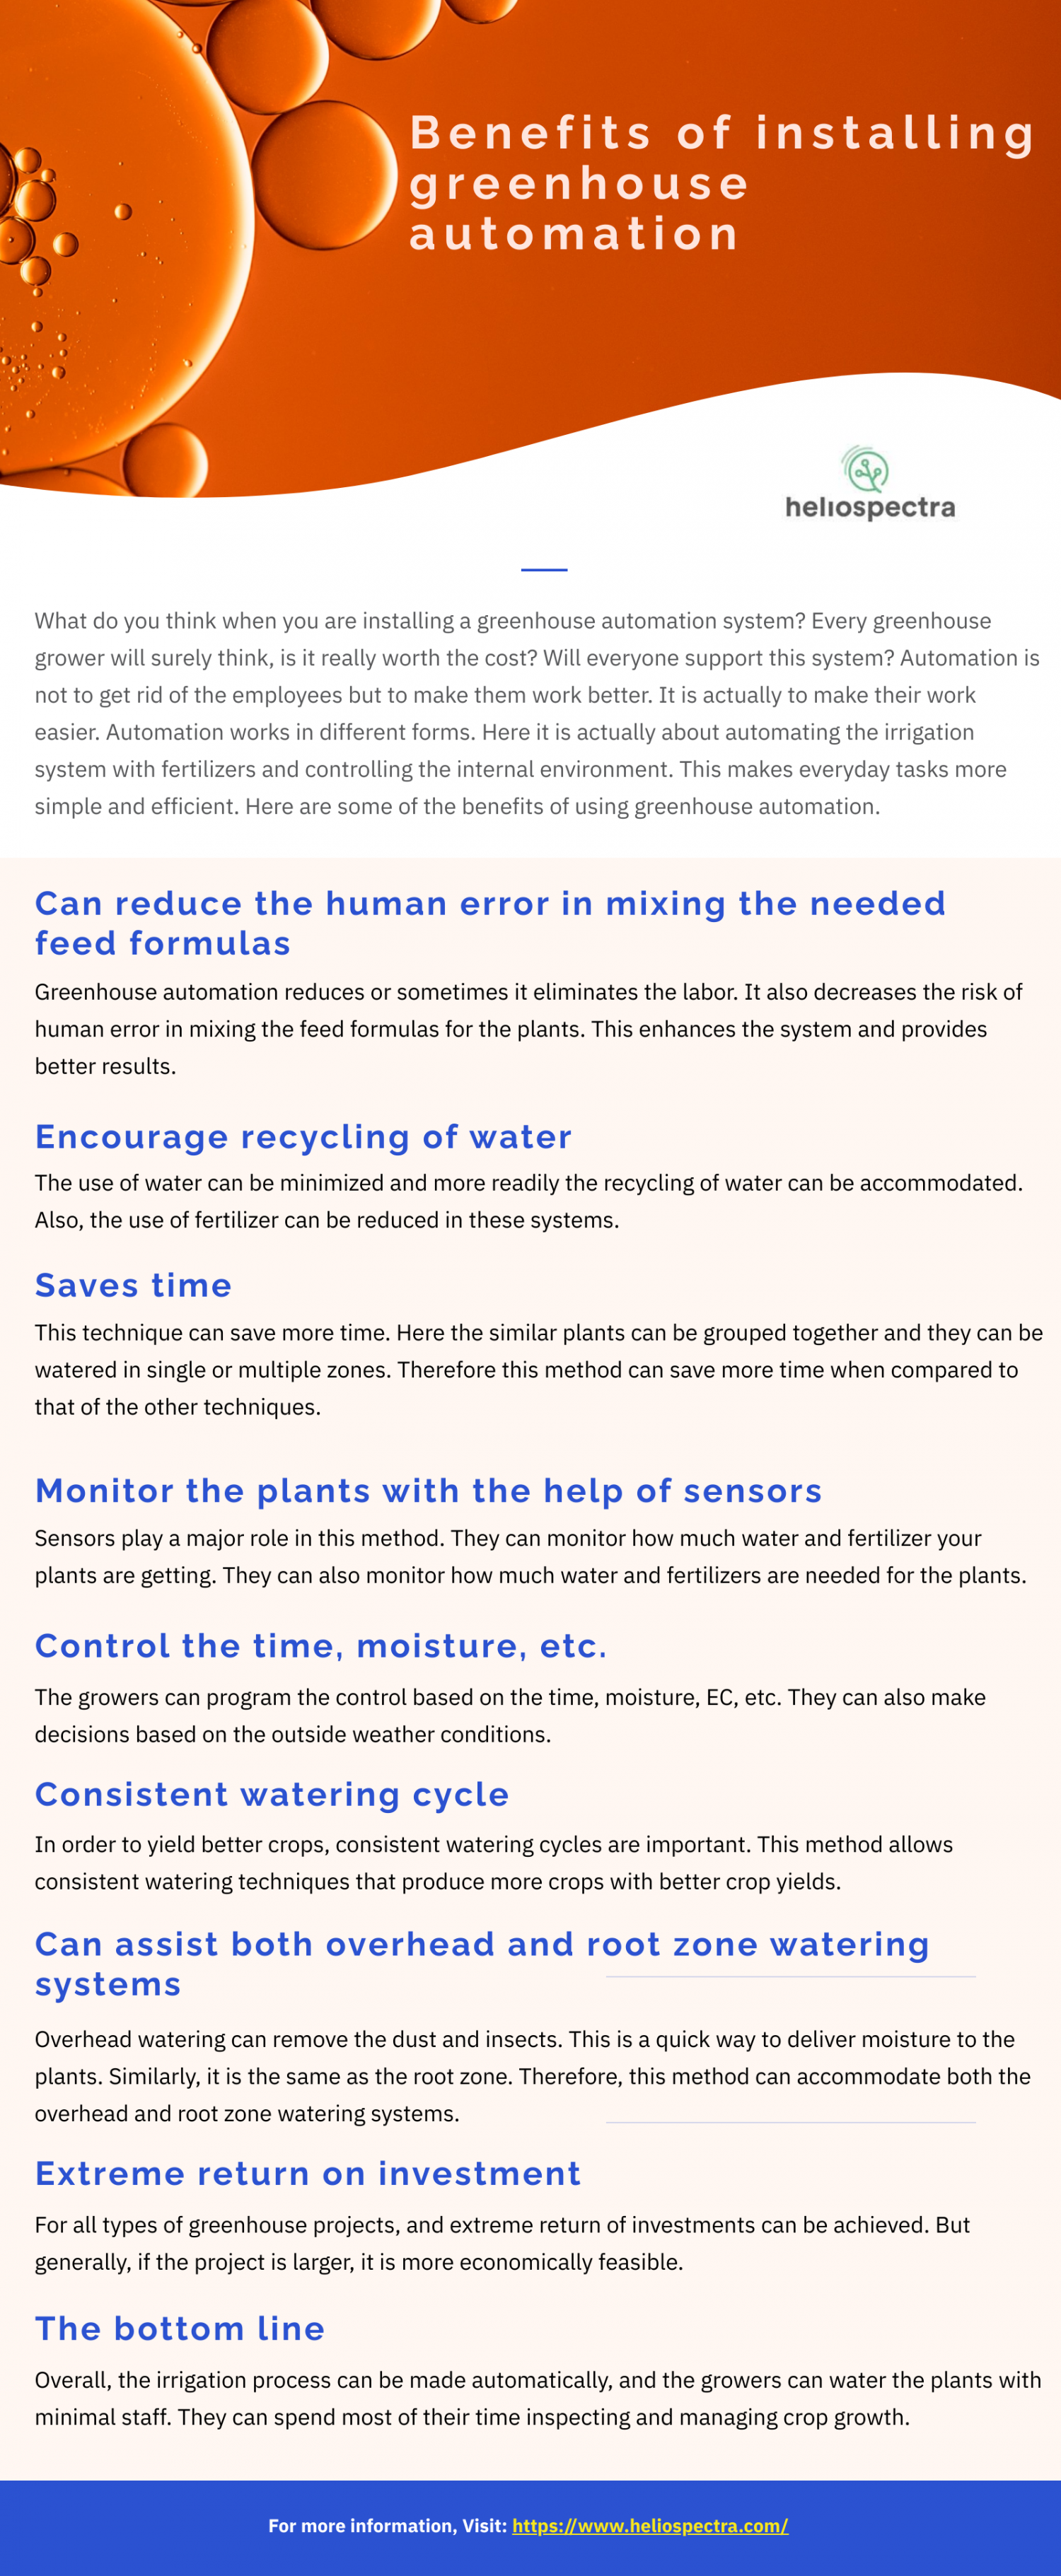 Benefits of installing
greenhouse
automation
heliospectra
What do you think when you are installing a greenhouse automation system? Every greenhouse
grower will surely think, is it really worth the cost? Will everyone support this system? Automation is
not to get rid of the employees but to make them work better. It is actually to make their work
easier. Automation works in different forms. Here it is actually about automating the irrigation
system with fertilizers and controlling the internal environment. This makes everyday tasks more
simple and efficient. Here are some of the benefits of using greenhouse automation.
Can reduce the human error in mixing the needed
feed formulas
Greenhouse automation reduces or sometimes it eliminates the labor. It also decreases the risk of
human error in mixing the feed formulas for the plants. This enhances the system and provides
better results.
Encourage recycling of water
The use of water can be minimized and more readily the recycling of water can be accommodated.
Also, the use of fertilizer can be reduced in these systems.
Saves time
This technique can save more time. Here the similar plants can be grouped together and they can be
watered in single or multiple zones. Therefore this method can save more time when compared to
that of the other techniques.
Monitor the plants with the help of sensors
Sensors play a major role in this method. They can monitor how much water and fertilizer your
plants are getting. They can also monitor how much water and fertilizers are needed for the plants.
Control the time, moisture, etc.
The growers can program the control based on the time, moisture, EC, etc. They can also make
decisions based on the outside weather conditions.
Consistent watering cycle
In order to yield better crops, consistent watering cycles are important. This method allows
consistent watering techniques that produce more crops with better crop yields.
Can assist both overhead and root zone watering
systems
Overhead watering can remove the dust and insects. This is a quick way to deliver moisture to the
plants. Similarly, it is the same as the root zone. Therefore, this method can accommodate both the
overhead and root zone watering systems.
Extreme return on investment
For all types of greenhouse projects, and extreme return of investments can be achieved. But
generally, if the project is larger, it is more economically feasible.
The bottom line
Overall, the irrigation process can be made automatically, and the growers can water the plants with
minimal staff. They can spend most of their time inspecting and managing crop growth.
For more information, Visit: https://www.heliospectra.com/